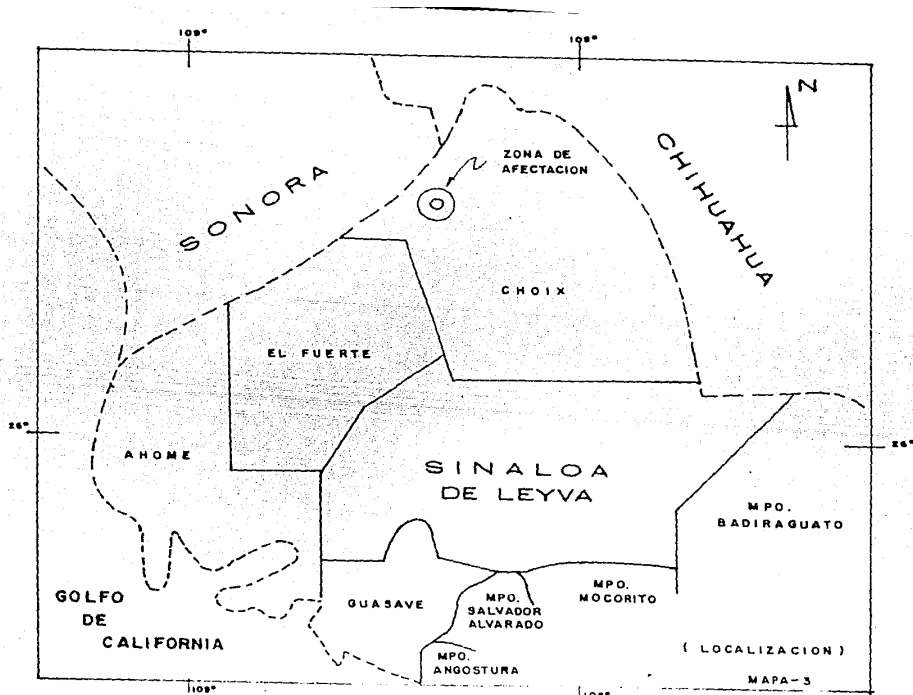 109°
108°
N
ZONA DE
AFECTACION
SONORA
CHIHUAHUA
CHOIX
EL FUERTE
26°
26°
AHOME
SINALOA
DE LEYVA
MPO.
BADIRAGUATO
GOLFO
DE
CALIFORNIA
GUASAVE
MPO.
SALVADOR
ALVARADO
MPO.
MOCORITO
MPO.
ANGOSTURA
( LOCALIZACION )
MAPA-3
109°
108°